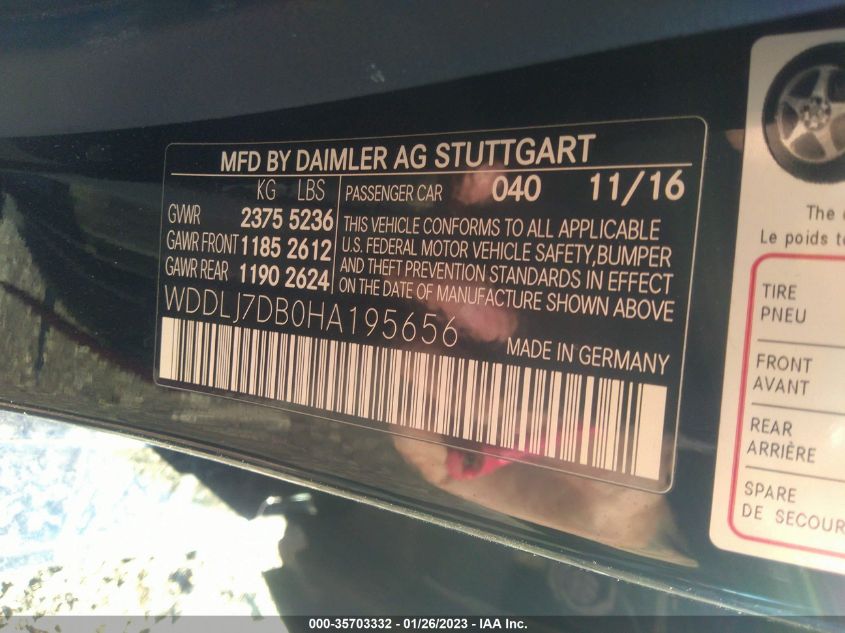 MFD BY DAIMLER AG STUTTGART
KG LBS
GVWR 2375 5236
GAWR FRONT 1185 2612
GAWR REAR 1190 2624
PASSENGER CAR 040 11/16
THIS VEHICLE CONFORMS TO ALL APPLICABLE
U.S. FEDERAL MOTOR VEHICLE SAFETY,BUMPER
AND THEFT PREVENTION STANDARDS IN EFFECT
ON THE DATE OF MANUFACTURE SHOWN ABOVE
WDDLJ7DB0HA195656
MADE IN GERMANY
The
Le poids
TIRE
PNEU
FRONT
AVANT
REAR
ARRIÈRE
SPARE
DE SECOUR
000-35703332 - 01/26/2023 - IAA Inc.